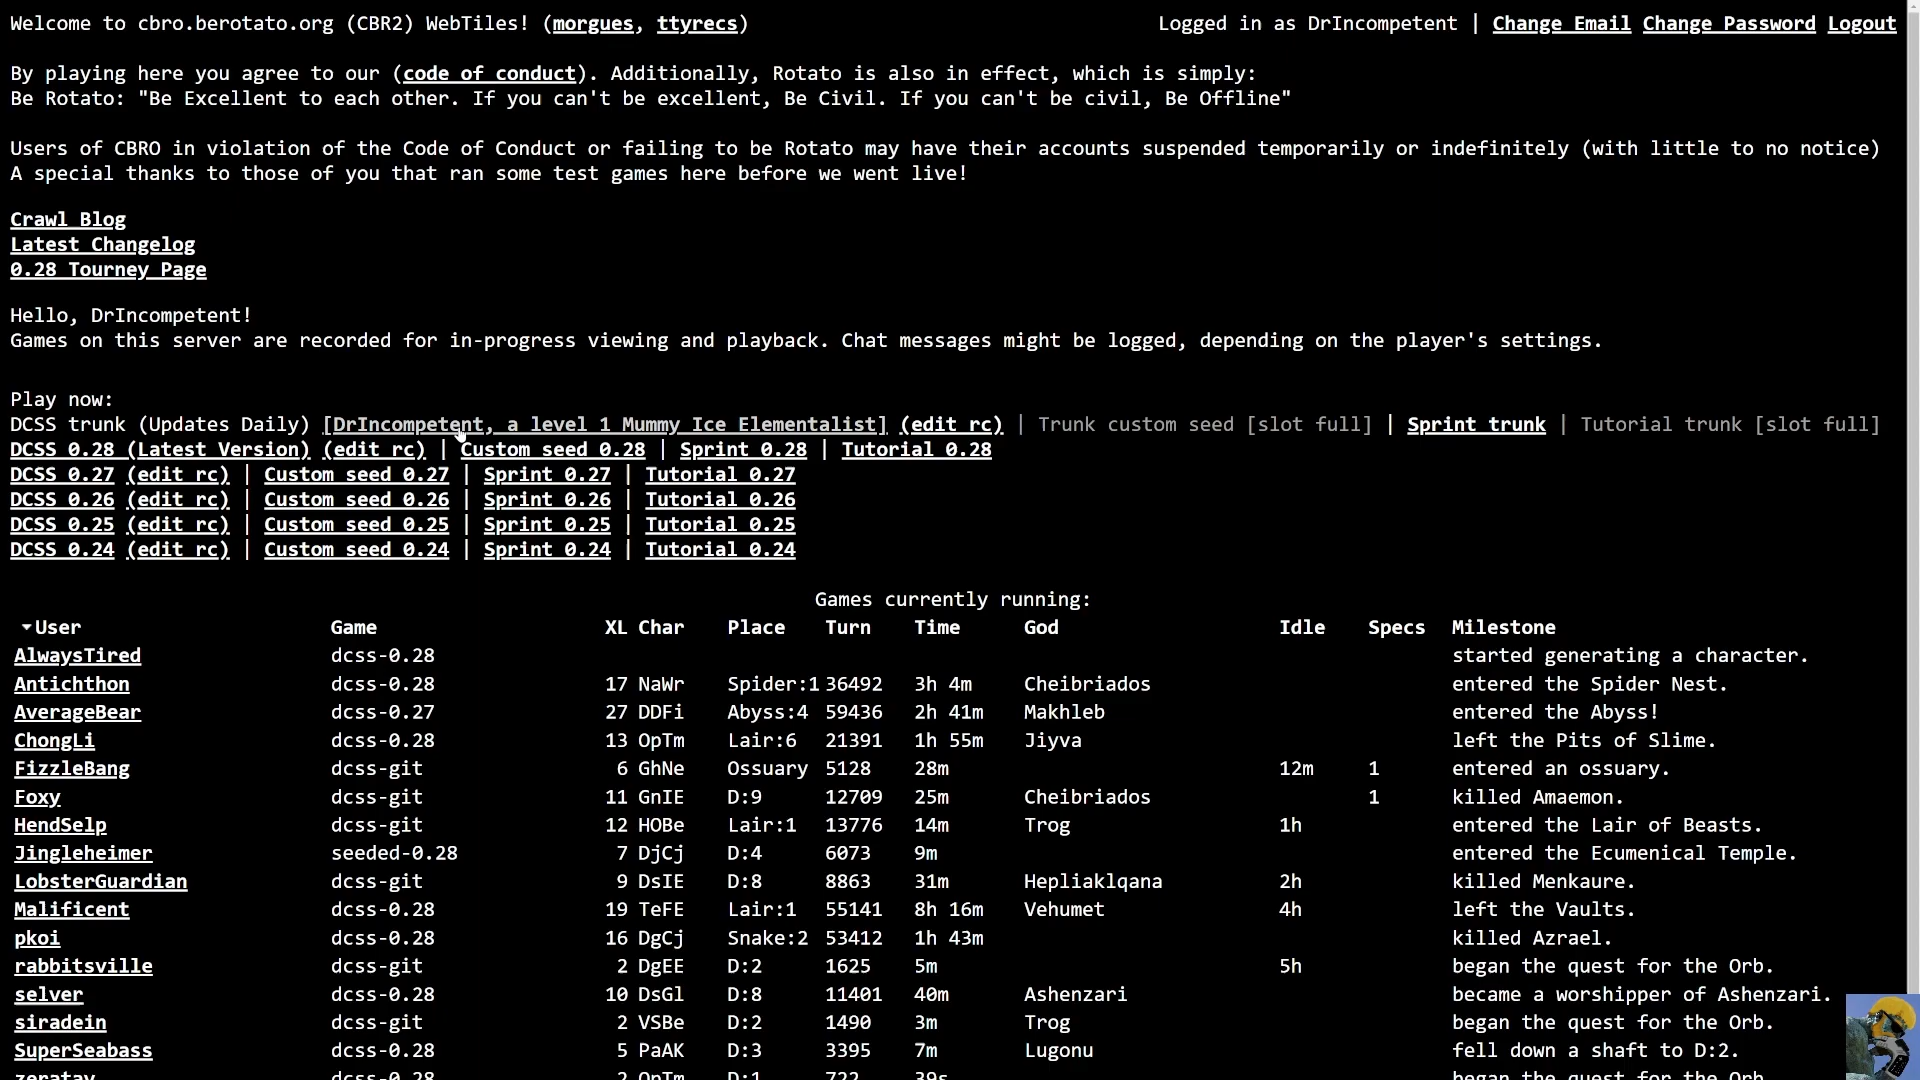 Welcome to cbro.berotato.org (CBR2) WebTiles! (morgues, ttyrecs) Logged in as DrIncompetent | Change Email Change Password Logout
By playing here you agree to our (code of conduct). Additionally, Rotato is also in effect, which is simply:
Be Rotato: "Be Excellent to each other. If you can't be excellent, Be Civil. If you can't be civil, Be Offline"
Users of CBRO in violation of the Code of Conduct or failing to be Rotato may have their accounts suspended temporarily or indefinitely (with little to no notice)
A special thanks to those of you that ran some test games here before we went live!
Crawl Blog
Latest Changelog
0.28 Tourney Page
Hello, DrIncompetent!
Games on this server are recorded for in-progress viewing and playback. Chat messages might be logged, depending on the player's settings.
Play now:
DCSS trunk (Updates Daily) [DrIncompetent, a level 1 Mummy Ice Elementalist] (edit rc) | Trunk custom seed [slot full] | Sprint trunk | Tutorial trunk [slot full]
DCSS 0.28 (Latest Version) (edit rc) | Custom seed 0.28 | Sprint 0.28 | Tutorial 0.28
DCSS 0.27 (edit rc) | Custom seed 0.27 | Sprint 0.27 | Tutorial 0.27
DCSS 0.26 (edit rc) | Custom seed 0.26 | Sprint 0.26 | Tutorial 0.26
DCSS 0.25 (edit rc) | Custom seed 0.25 | Sprint 0.25 | Tutorial 0.25
DCSS 0.24 (edit rc) | Custom seed 0.24 | Sprint 0.24 | Tutorial 0.24
Games currently running:
User Game XL Char Place Turn Time God Idle Specs Milestone
AlwaysTired dcss-0.28 started generating a character.
Antichthon dcss-0.28 17 NaWr Spider:1 36492 3h 4m Cheibriados entered the Spider Nest.
AverageBear dcss-0.27 27 DDFi Abyss:4 59436 2h 41m Makhleb entered the Abyss!
ChongLi dcss-0.28 13 OpTm Lair:6 21391 1h 55m Jiyva left the Pits of Slime.
FizzleBang dcss-git 6 GhNe Ossuary 5128 28m 12m 1 entered an ossuary.
Foxy dcss-git 11 GnIE D:9 12709 25m Cheibriados 1 killed Amaemon.
HendSelp dcss-git 12 HOBe Lair:1 13776 14m Trog 1h entered the Lair of Beasts.
Jingleheimer seeded-0.28 7 DjCj D:4 6073 9m entered the Ecumenical Temple.
LobsterGuardian dcss-git 9 DsIE D:8 8863 31m Hepliaklqana 2h killed Menkaure.
Malificent dcss-0.28 19 TeFE Lair:1 55141 8h 16m Vehumet 4h left the Vaults.
pkoi dcss-0.28 16 DgCj Snake:2 53412 1h 43m killed Azrael.
rabbitsville dcss-git 2 DgEE D:2 1625 5m 5h began the quest for the Orb.
selver dcss-0.28 10 DsGl D:8 11401 40m Ashenzari became a worshipper of Ashenzari.
siradein dcss-git 2 VSBe D:2 1490 3m Trog began the quest for the Orb.
SuperSeabass dcss-0.28 5 PaAK D:3 3395 7m Lugonu fell down a shaft to D:2.
zeratay dcss-0.28 2 OpTm D:1 722 39s began the quest for the Orb.